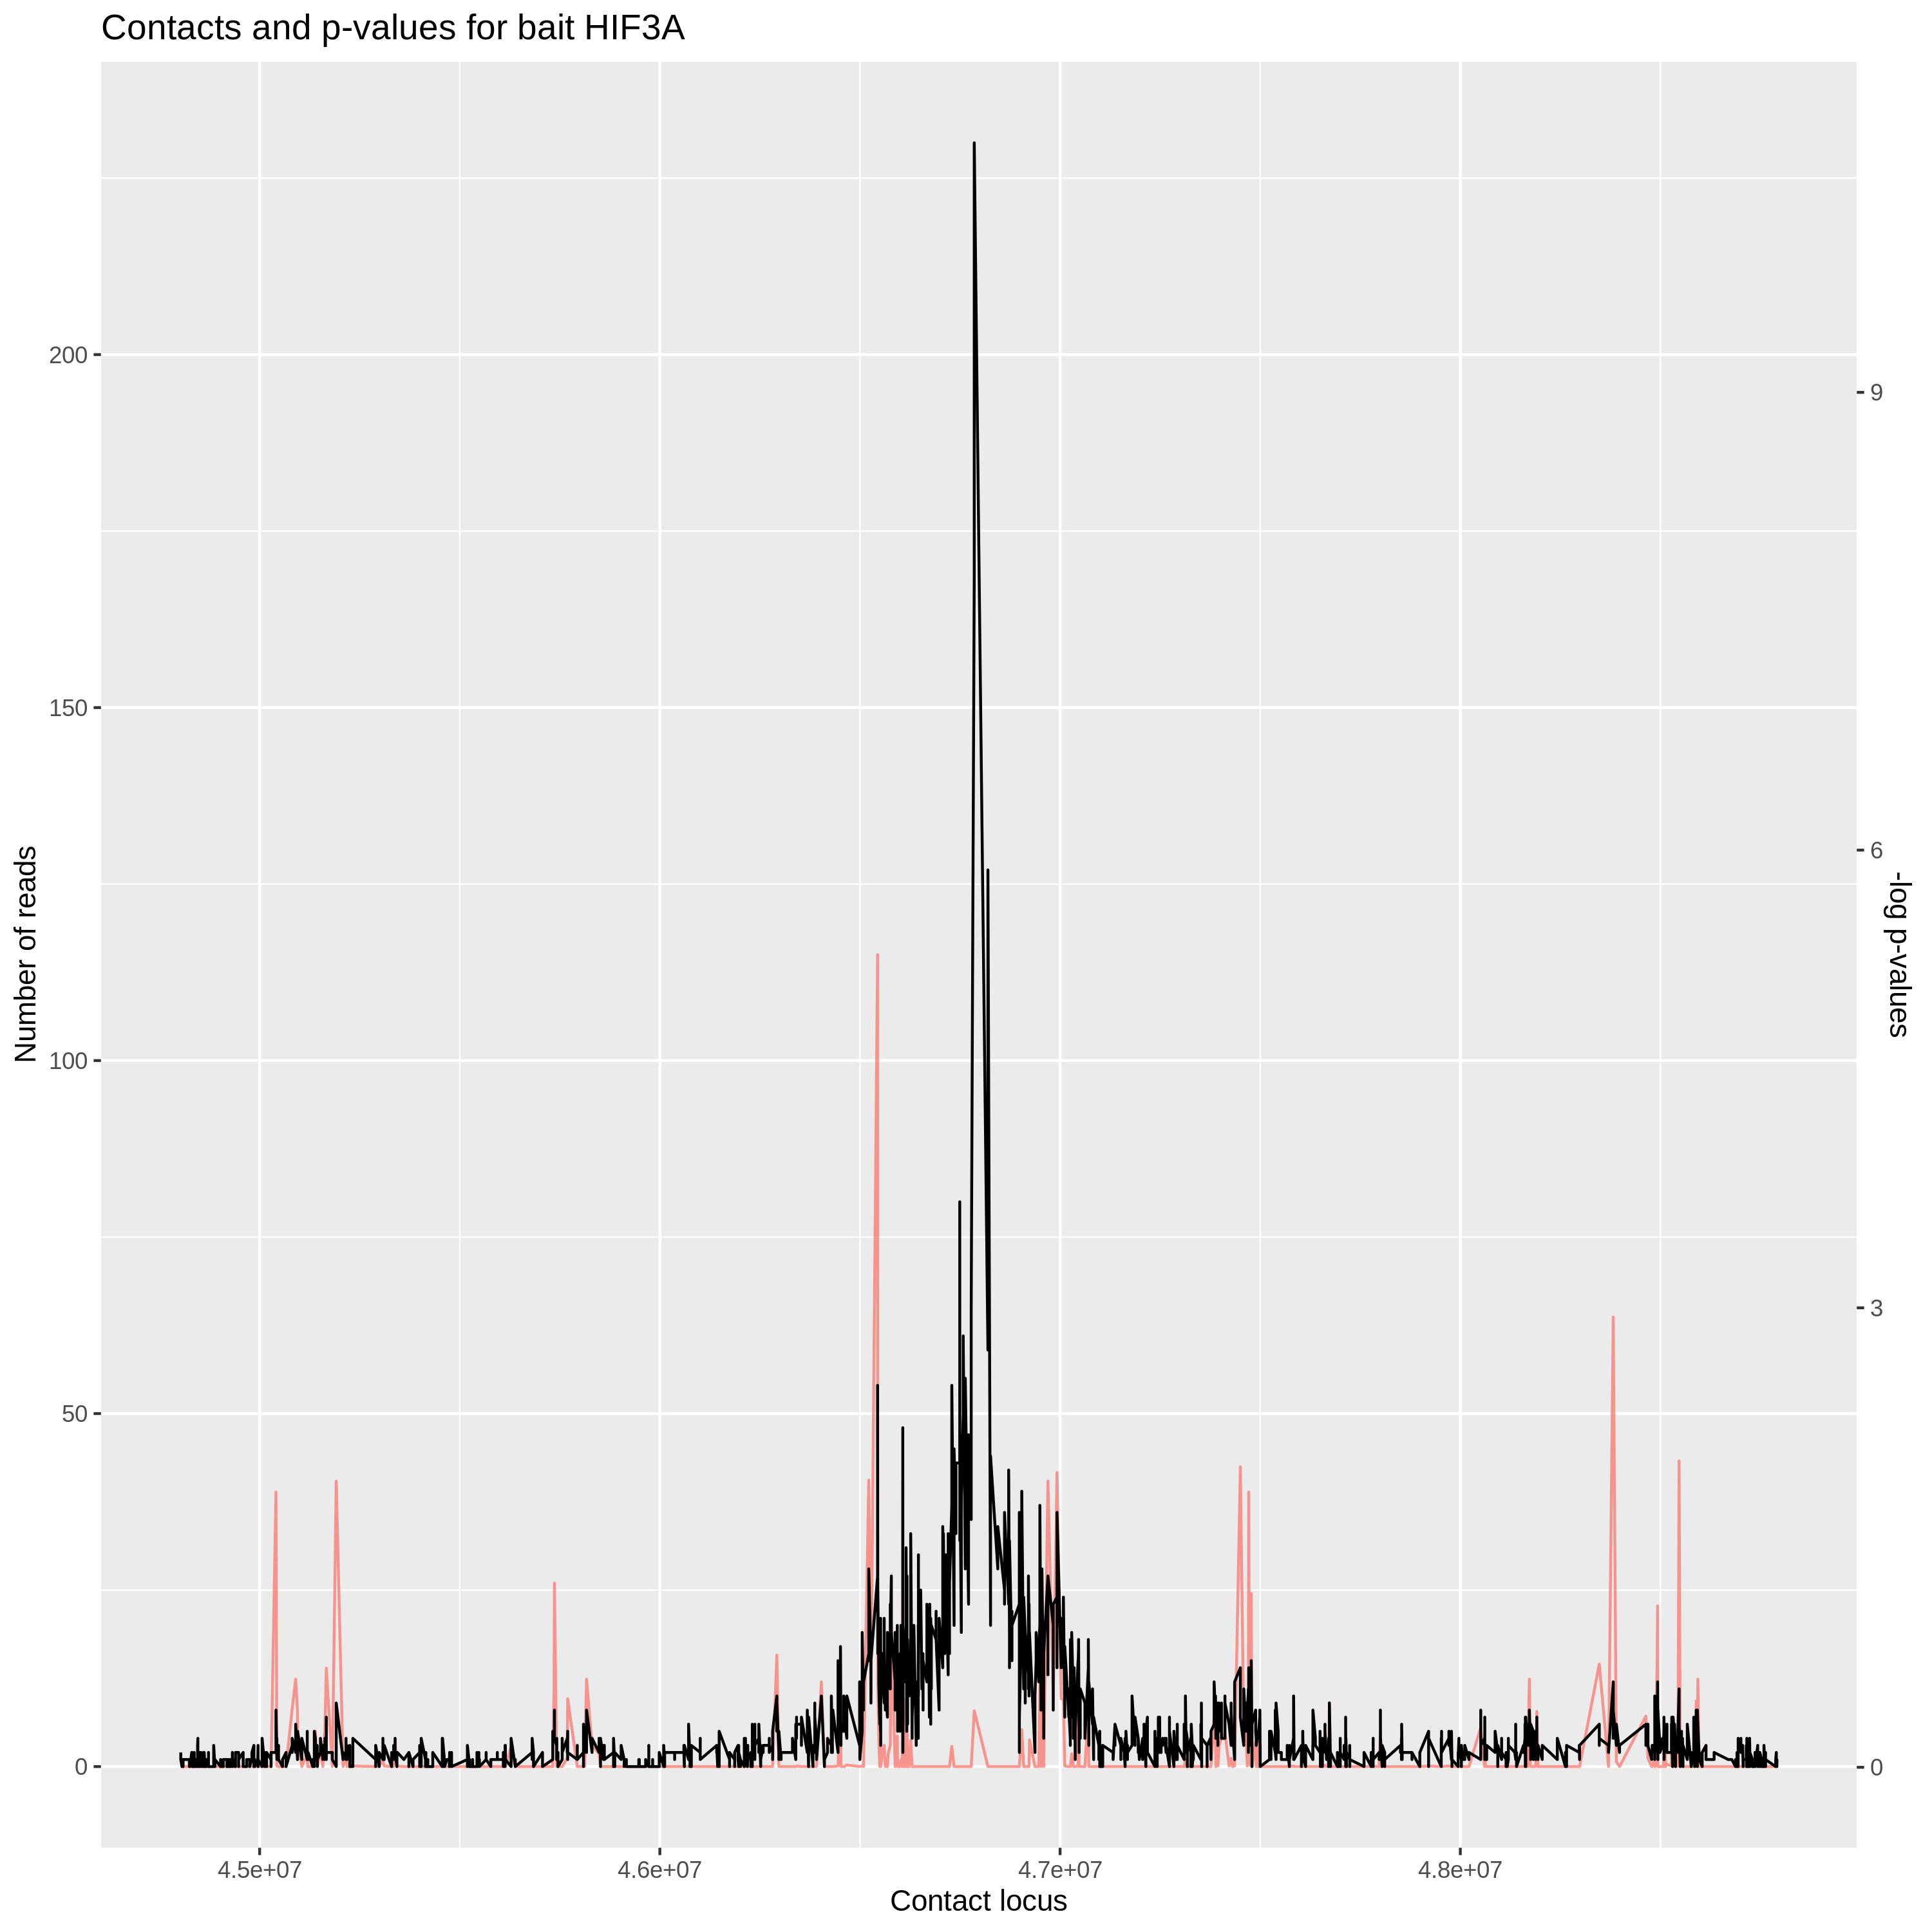 Contacts and p-values for bait HIF3A
Number of reads
200
150
100
50
0
9
6
3
0
-log p-values
4.5e+07 4.6e+07 4.7e+07 4.8e+07
Contact locus